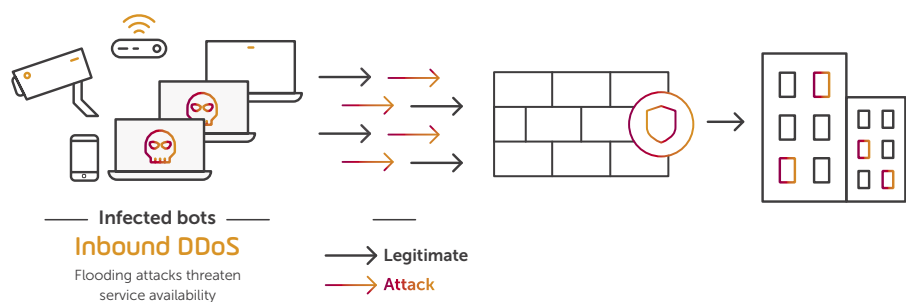 Infected bots
Inbound DDoS
Flooding attacks threaten
service availability
Legitimate
Attack